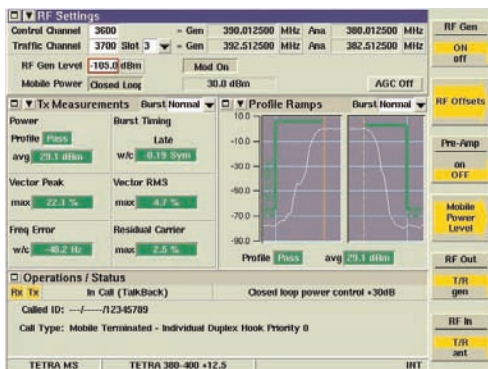 RF Settings
Control Channel 3600 - Gen 390.012500 MHz Ana 380.012500 MHz
Traffic Channel 3700 Slot 3 - Gen 392.512500 MHz Ana 382.512500 MHz
RF Gen Level -105.0 dBm Mod On
Mobile Power Closed Loop 30.0 dBm AGC Off
Tx Measurements Burst Normal
Power Burst Timing
Profile Pass Late
avg 29.1 dBm w/c -0.19 Sym
Vector Peak Vector RMS
max 22.1 % max 4.7 %
Freq Error Residual Carrier
w/c -48.2 Hz max 2.5 %
Profile Ramps Burst Normal
10.0
-10.0
-30.0
-50.0
-70.0
-90.0
Profile Pass avg 29.1 dBm
Operations / Status
Rx Tx In Call (TalkBack) Closed loop power control +30dB
Called ID: ---/-----/12345789
Call Type: Mobile Terminated - Individual Duplex Hook Priority 0
TETRA MS TETRA 380-400 +12.5 INT
RF Gen
ON
off
RF Offsets
Pre-Amp
on
OFF
Mobile
Power
Level
RF Out
T/R
gen
RF In
T/R
ant